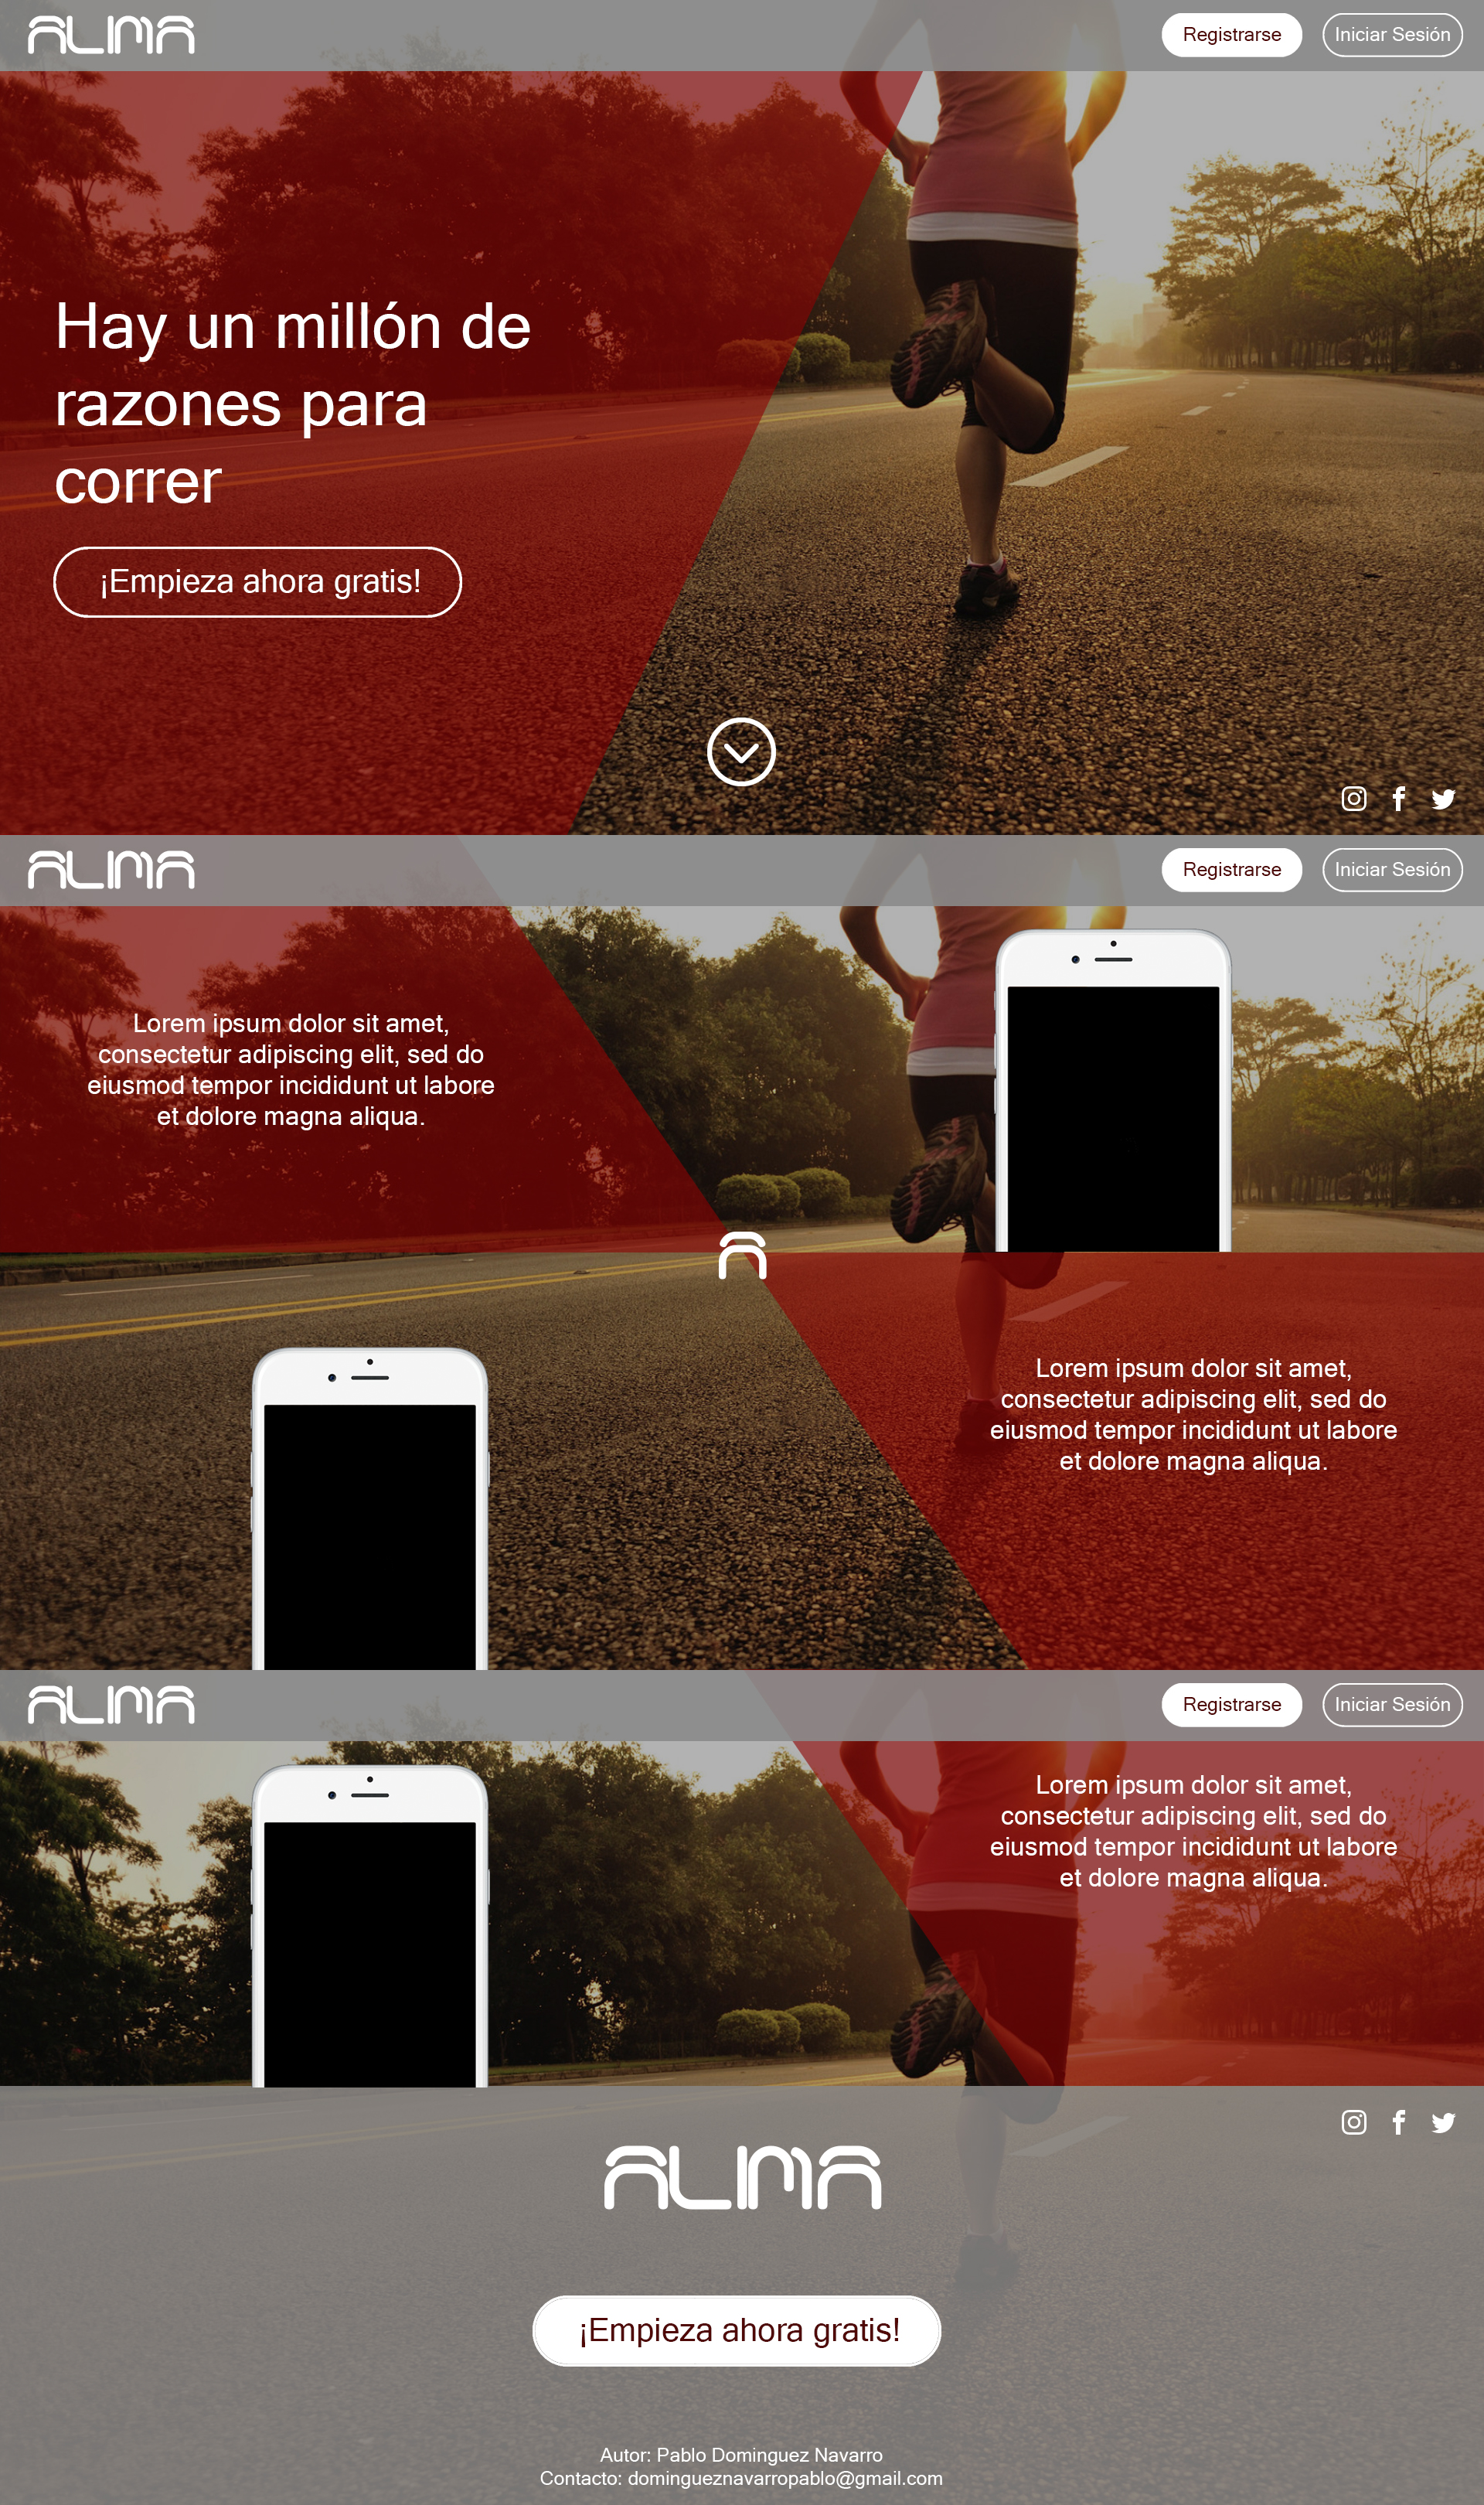 ALIMA
Registrarse
Iniciar Sesión
Hay un millón de
razones para
correr
¡Empieza ahora gratis!
ALIMA
Registrarse
Iniciar Sesión
Lorem ipsum dolor sit amet,
consectetur adipiscing elit, sed do
eiusmod tempor incididunt ut labore
et dolore magna aliqua.
Lorem ipsum dolor sit amet,
consectetur adipiscing elit, sed do
eiusmod tempor incididunt ut labore
et dolore magna aliqua.
ALIMA
Registrarse
Iniciar Sesión
Lorem ipsum dolor sit amet,
consectetur adipiscing elit, sed do
eiusmod tempor incididunt ut labore
et dolore magna aliqua.
ALIMA
¡Empieza ahora gratis!
Autor: Pablo Dominguez Navarro
Contacto: domingueznavarropablo@gmail.com